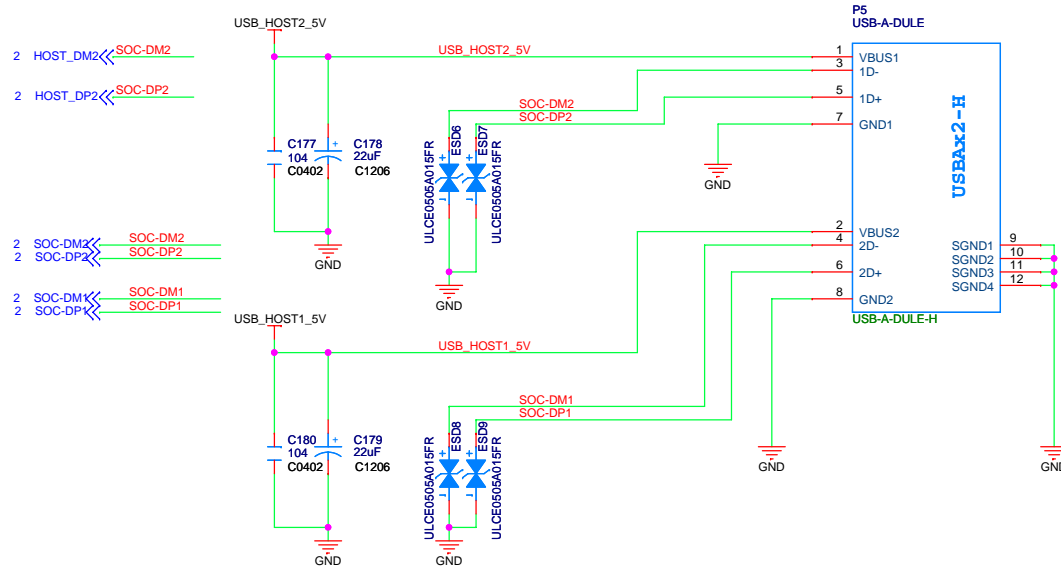 P5
USB-A-DULE
USB_HOST2_5V
2 HOST_DM2 SOC-DM2
USB_HOST2_5V
1 VBUS1
3 1D-
2 HOST_DP2 SOC-DP2
5 1D+
SOC-DM2
SOC-DP2
7 GND1
C177
104
C0402
+
C178
22uF
C1206
ULCE0505A015FR
ESD6
ULCE0505A015FR
ESD7
USBAx2-H
GND
2 VBUS2
4 2D-
6 2D+
8 GND2
SGND1 9
SGND2 10
SGND3 11
SGND4 12
2 SOC-DM2 SOC-DM2
2 SOC-DP2 SOC-DP2
GND
2 SOC-DM1 SOC-DM1
2 SOC-DP1 SOC-DP1
GND
USB-A-DULE-H
USB_HOST1_5V
USB_HOST1_5V
SOC-DM1
SOC-DP1
C180
104
C0402
+
C179
22uF
C1206
ULCE0505A015FR
ESD8
ULCE0505A015FR
ESD9
GND
GND
GND
GND